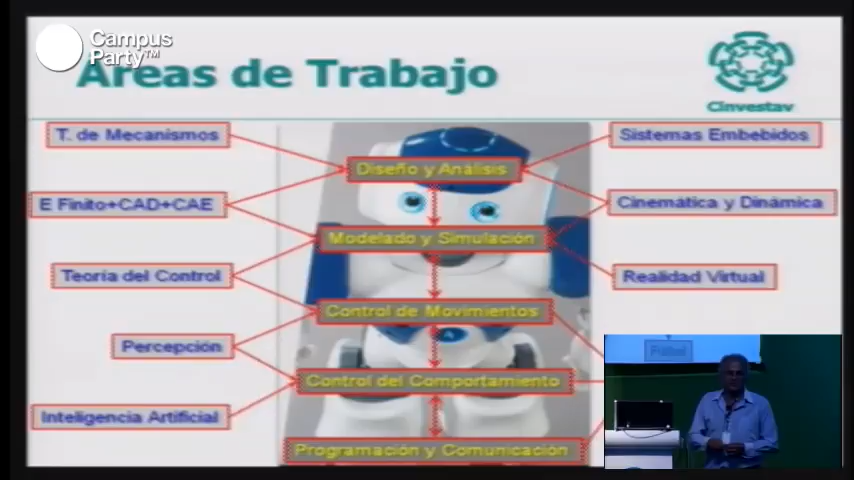 Campus
Party™
Áreas de Trabajo
Cinvestav
T. de Mecanismos
Sistemas Embebidos
Diseño y Análisis
E Finito+CAD+CAE
Cinemática y Dinámica
Modelado y Simulación
Teoría del Control
Realidad Virtual
Control de Movimientos
Percepción
Control del Comportamiento
Inteligencia Artificial
Programación y Comunicación
Fútbol